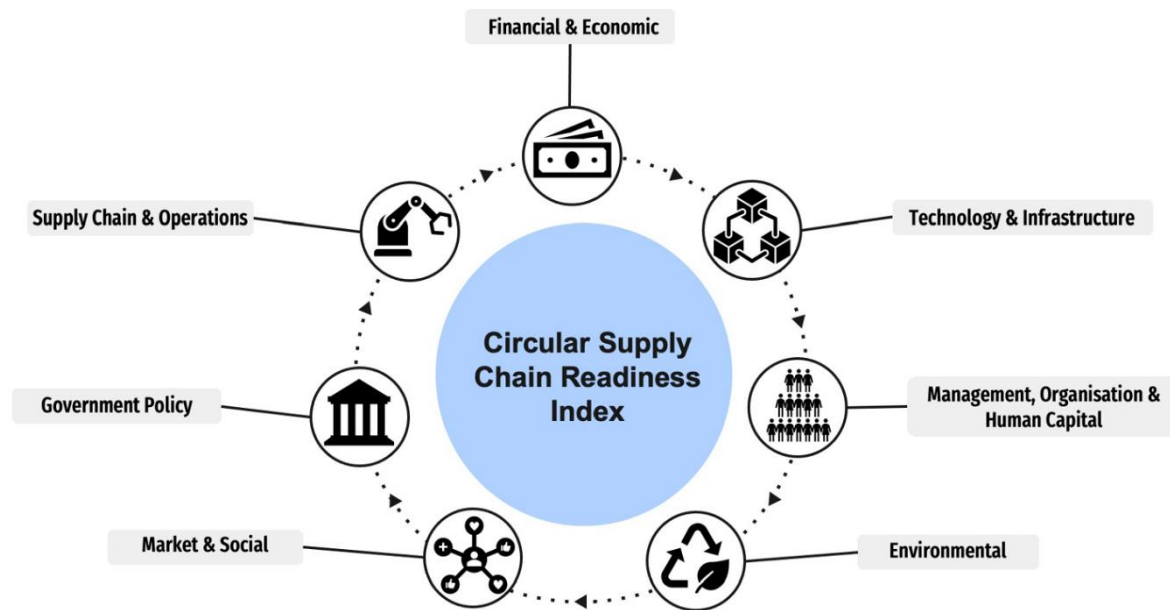 Financial & Economic
Supply Chain & Operations
Technology & Infrastructure
Circular Supply
Chain Readiness
Index
Government Policy
Management, Organisation &
Human Capital
Market & Social
Environmental